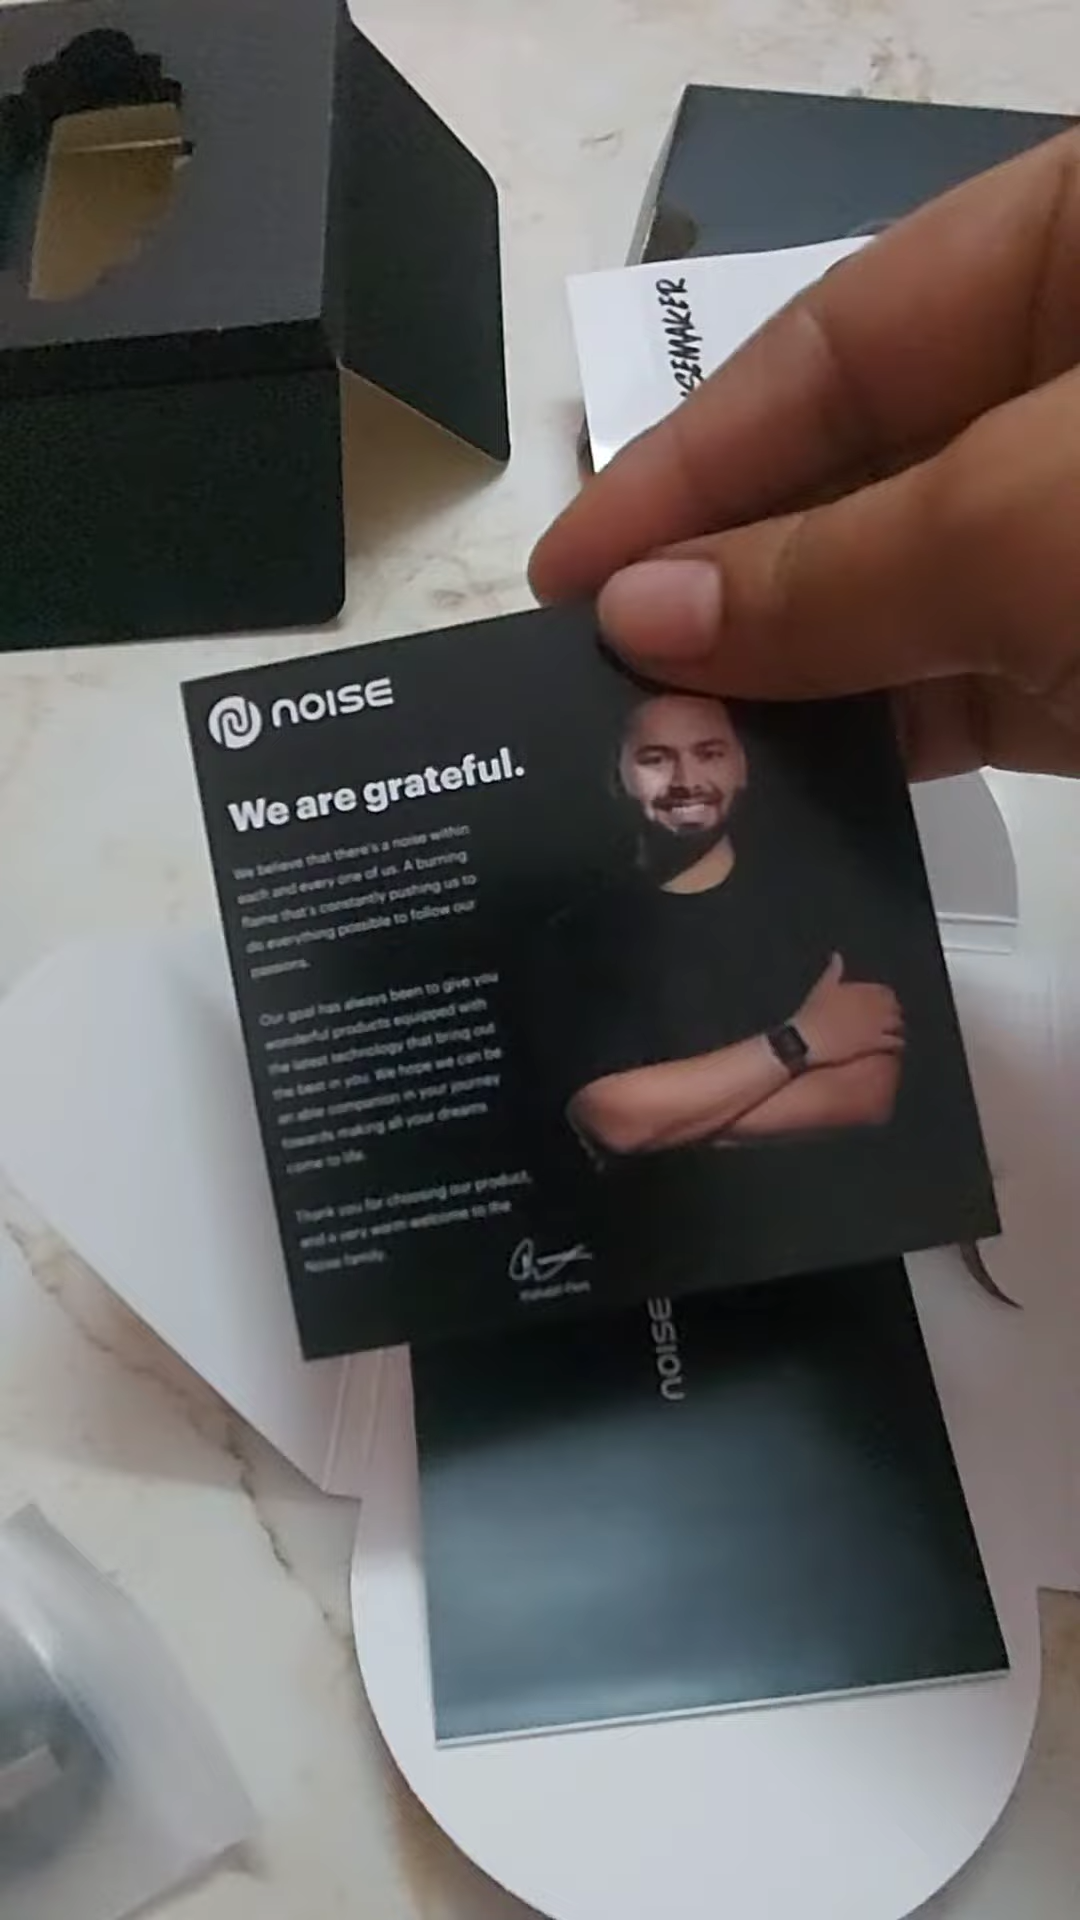 SEMAKER
NOISE
We are grateful.
We believe that there's a noise within
each and every one of us. A burning
flame that's constantly pushing us to
do everything possible to follow our
passions.
Our goal has always been to give you
wonderful products equipped with
the latest technology that bring out
the best in you. We hope we can be
an able companion in your journey
towards making all your dreams
come to life.
Thank you for choosing our product,
and a very warm welcome to the
Noise family.
NOISE